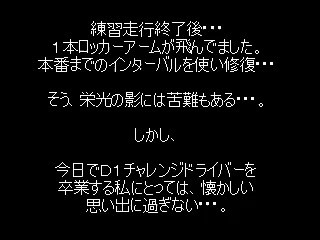 練習走行終了後・・・
１本ロッカーアームが飛んでました。
本番までのインターバルを使い修復・・・
そう、栄光の影には苦難もある・・・。
しかし、
今日でＤ１チャレンジドライバーを
卒業する私にとっては、懐かしい
思い出に過ぎない・・・。